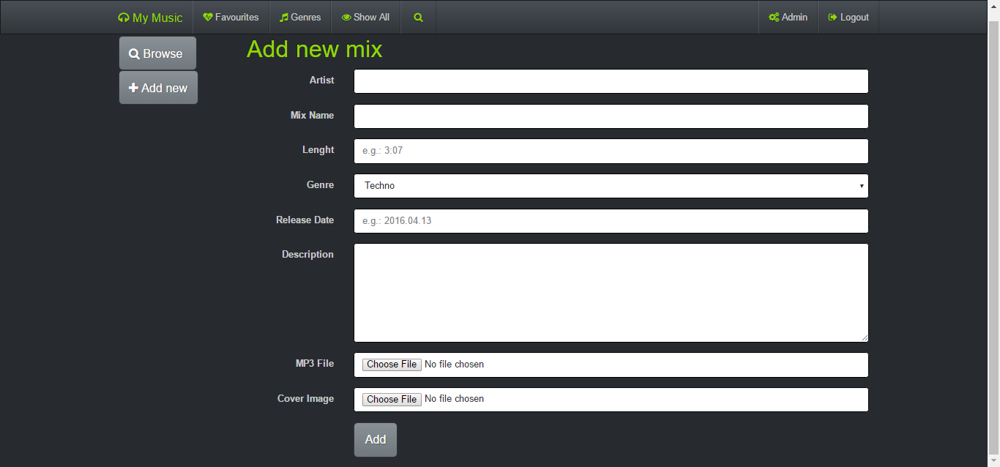 My Music Favourites Genres Show All Admin Logout
Browse
Add new
Add new mix
Artist
Mix Name
Lenght e.g.: 3:07
Genre Techno
Release Date e.g.: 2016.04.13
Description
MP3 File Choose File No file chosen
Cover Image Choose File No file chosen
Add